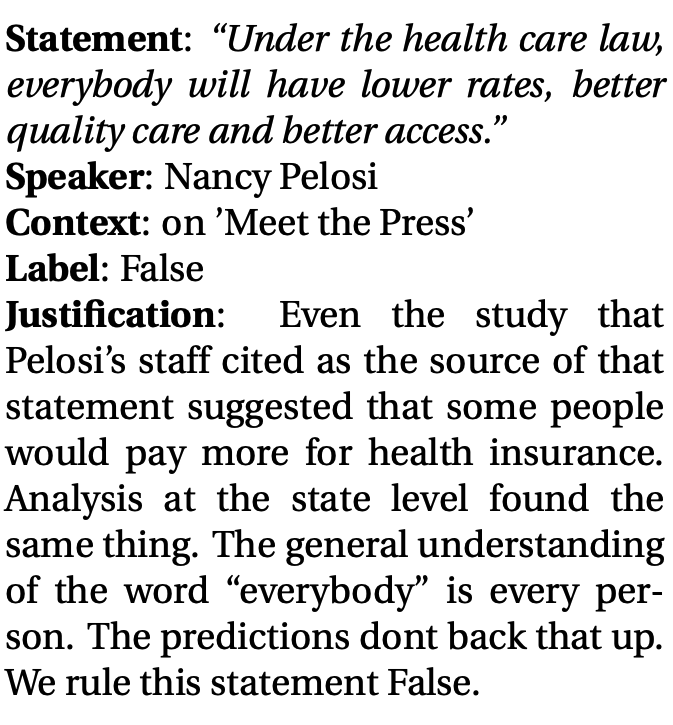 Statement: “Under the health care law,
everybody will have lower rates, better
quality care and better access.”
Speaker: Nancy Pelosi
Context: on ’Meet the Press’
Label: False
Justification: Even the study that
Pelosi’s staff cited as the source of that
statement suggested that some people
would pay more for health insurance.
Analysis at the state level found the
same thing. The general understanding
of the word “everybody” is every per-
son. The predictions dont back that up.
We rule this statement False.